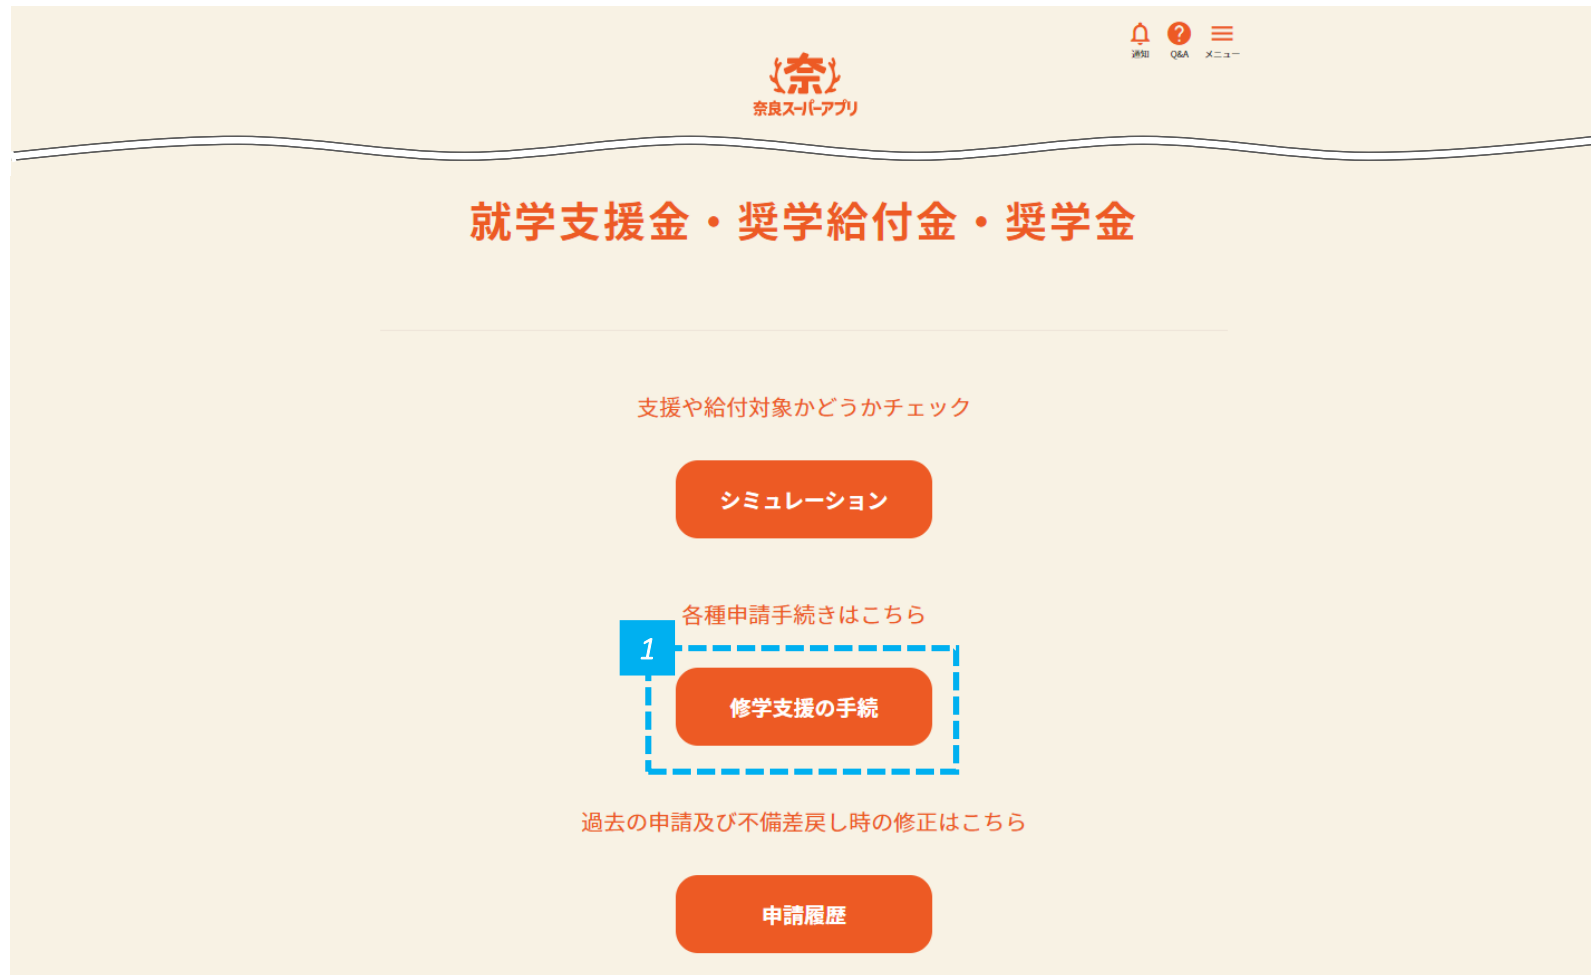 通知 Q&A メニュー
奈
奈良スーパーアプリ
就学支援金・奨学給付金・奨学金
支援や給付対象かどうかチェック
シミュレーション
各種申請手続きはこちら
1
修学支援の手続
過去の申請及び不備差戻し時の修正はこちら
申請履歴